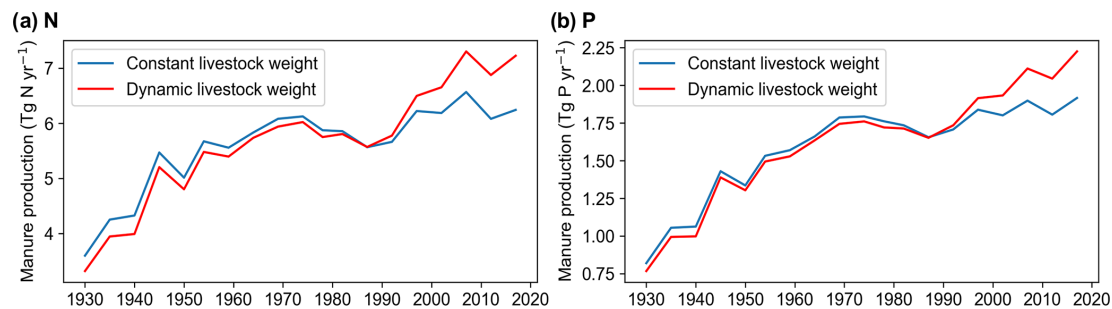 (a) N
Manure production (Tg N yr⁻¹)
7
6
5
4
Constant livestock weight
Dynamic livestock weight
1930 1940 1950 1960 1970 1980 1990 2000 2010 2020
(b) P
Manure production (Tg P yr⁻¹)
2.25
2.00
1.75
1.50
1.25
1.00
0.75
Constant livestock weight
Dynamic livestock weight
1930 1940 1950 1960 1970 1980 1990 2000 2010 2020